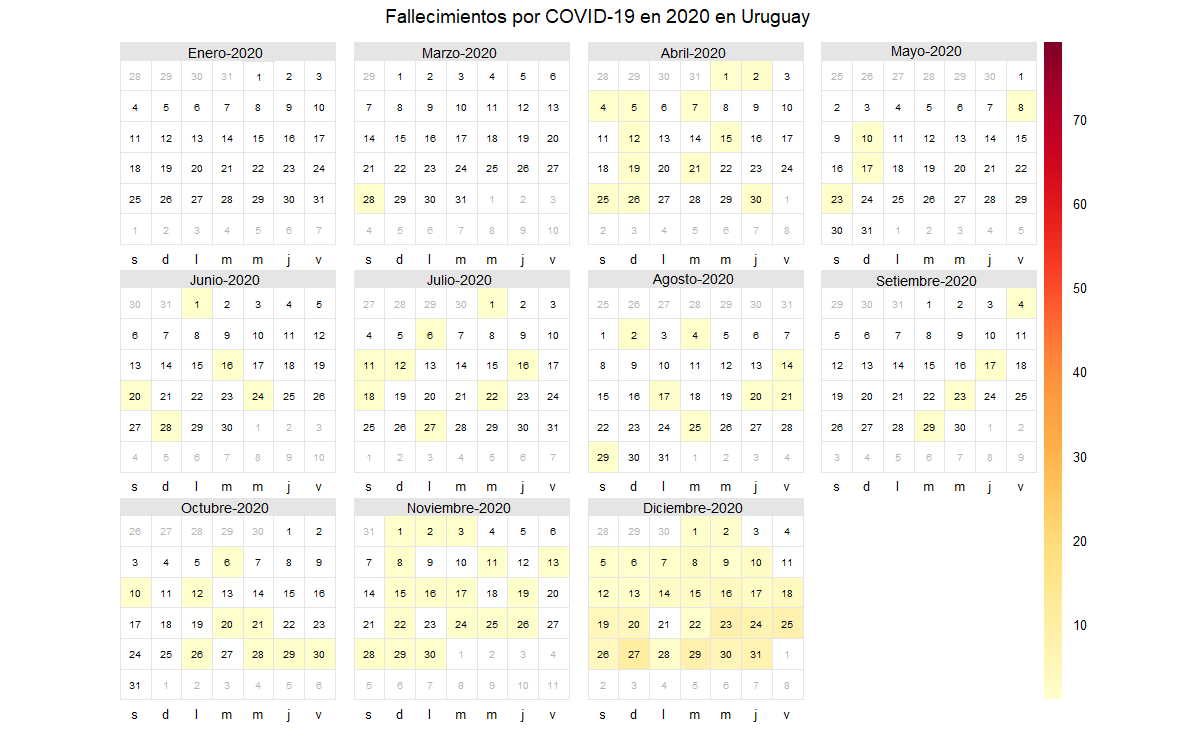 Fallecimientos por COVID-19 en 2020 en Uruguay
Enero-2020
28 29 30 31 1 2 3
4 5 6 7 8 9 10
11 12 13 14 15 16 17
18 19 20 21 22 23 24
25 26 27 28 29 30 31
1 2 3 4 5 6 7
s d l m m j v
Marzo-2020
29 1 2 3 4 5 6
7 8 9 10 11 12 13
14 15 16 17 18 19 20
21 22 23 24 25 26 27
28 29 30 31 1 2 3
4 5 6 7 8 9 10
Abril-2020
28 29 30 31 1 2 3
4 5 6 7 8 9 10
11 12 13 14 15 16 17
18 19 20 21 22 23 24
25 26 27 28 29 30 1
2 3 4 5 6 7 8
s d l m m j v
Mayo-2020
25 26 27 28 29 30 1
2 3 4 5 6 7 8
9 10 11 12 13 14 15
16 17 18 19 20 21 22
23 24 25 26 27 28 29
30 31 1 2 3 4 5
s d l m m j v
s d l m m j v
Junio-2020
30 31 1 2 3 4 5
6 7 8 9 10 11 12
13 14 15 16 17 18 19
20 21 22 23 24 25 26
27 28 29 30 1 2 3
4 5 6 7 8 9 10
s d l m m j v
Julio-2020
27 28 29 30 1 2 3
4 5 6 7 8 9 10
11 12 13 14 15 16 17
18 19 20 21 22 23 24
25 26 27 28 29 30 31
1 2 3 4 5 6 7
s d l m m j v
Agosto-2020
25 26 27 28 29 30 31
1 2 3 4 5 6 7
8 9 10 11 12 13 14
15 16 17 18 19 20 21
22 23 24 25 26 27 28
29 30 31 1 2 3 4
s d l m m j v
Setiembre-2020
29 30 31 1 2 3 4
5 6 7 8 9 10 11
12 13 14 15 16 17 18
19 20 21 22 23 24 25
26 27 28 29 30 1 2
3 4 5 6 7 8 9
s d l m m j v
Octubre-2020
26 27 28 29 30 1 2
3 4 5 6 7 8 9
10 11 12 13 14 15 16
17 18 19 20 21 22 23
24 25 26 27 28 29 30
31 1 2 3 4 5 6
s d l m m j v
Noviembre-2020
31 1 2 3 4 5 6
7 8 9 10 11 12 13
14 15 16 17 18 19 20
21 22 23 24 25 26 27
28 29 30 1 2 3 4
5 6 7 8 9 10 11
s d l m m j v
Diciembre-2020
28 29 30 1 2 3 4
5 6 7 8 9 10 11
12 13 14 15 16 17 18
19 20 21 22 23 24 25
26 27 28 29 30 31 1
2 3 4 5 6 7 8
s d l m m j v
70
60
50
40
30
20
10